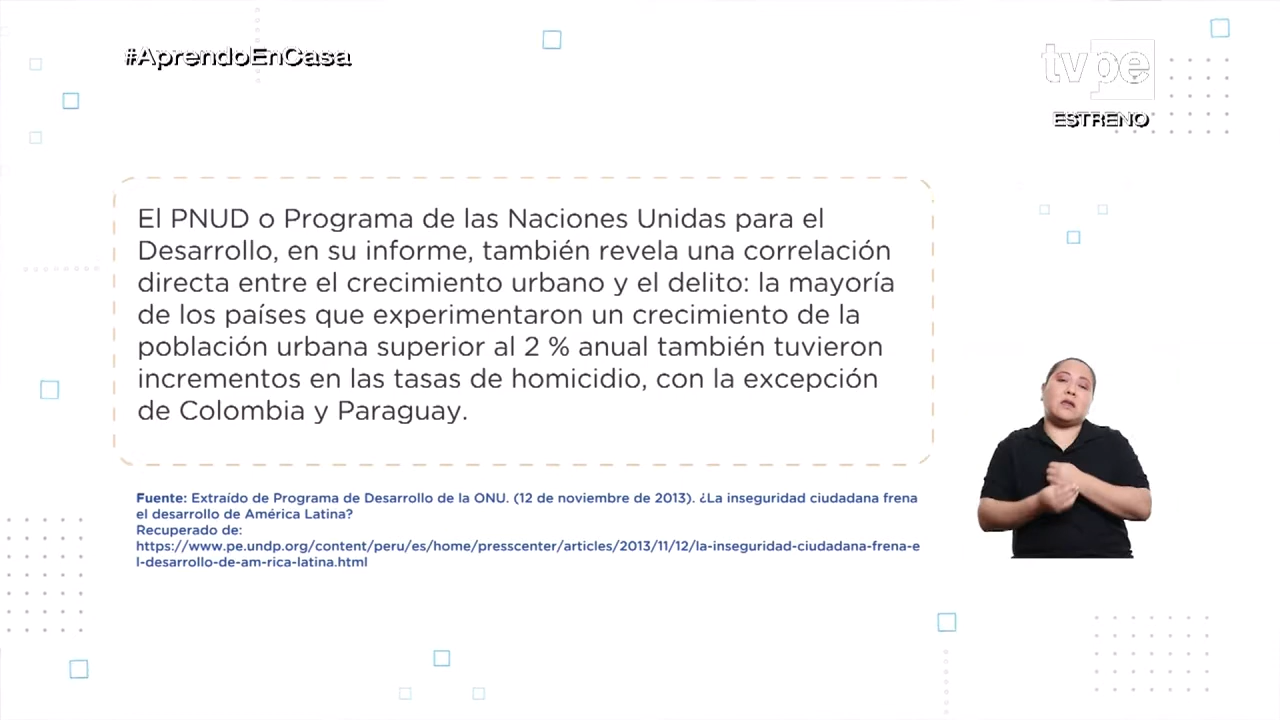 #AprendoEnCasa
tvpe
ESTRENO
El PNUD o Programa de las Naciones Unidas para el
Desarrollo, en su informe, también revela una correlación
directa entre el crecimiento urbano y el delito: la mayoría
de los países que experimentaron un crecimiento de la
población urbana superior al 2 % anual también tuvieron
incrementos en las tasas de homicidio, con la excepción
de Colombia y Paraguay.
Fuente: Extraído de Programa de Desarrollo de la ONU. (12 de noviembre de 2013). ¿La inseguridad ciudadana frena
el desarrollo de América Latina?
Recuperado de:
https://www.pe.undp.org/content/peru/es/home/presscenter/articles/2013/11/12/la-inseguridad-ciudadana-frena-e
l-desarrollo-de-am-rica-latina.html